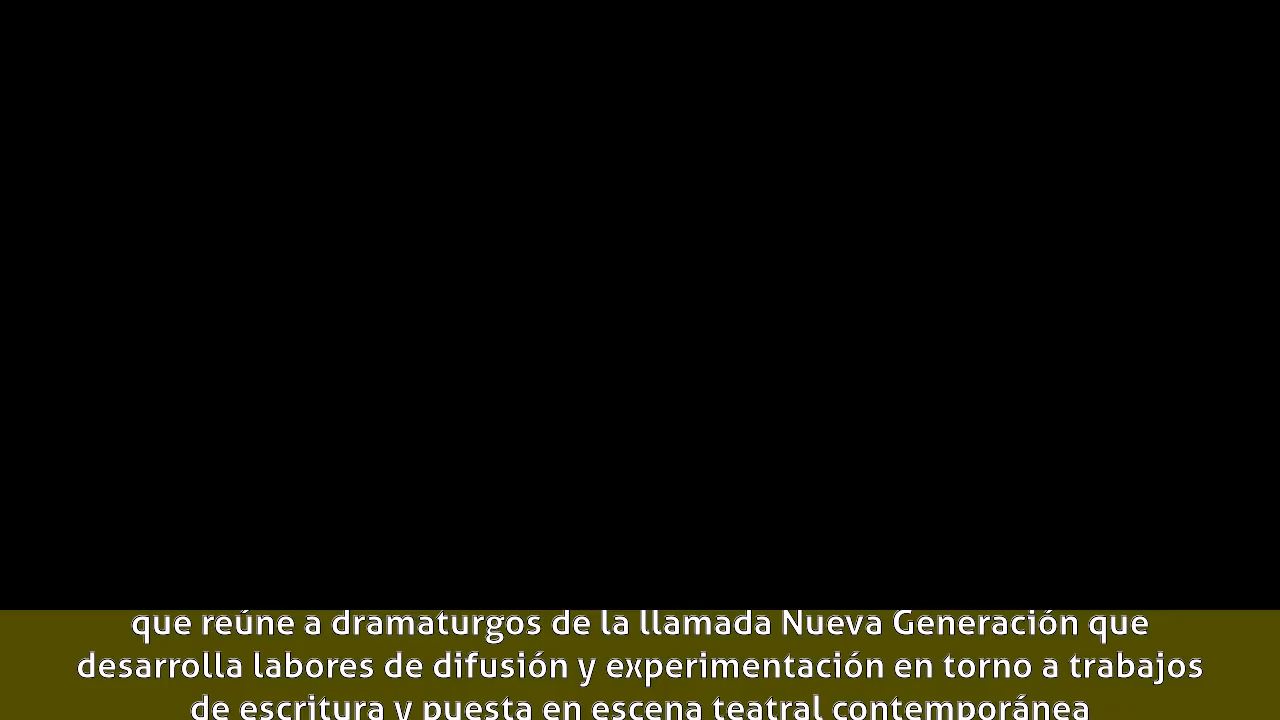 que reúne a dramaturgos de la llamada Nueva Generación que
desarrolla labores de difusión y experimentación en torno a trabajos
de escritura y puesta en escena teatral contemporánea